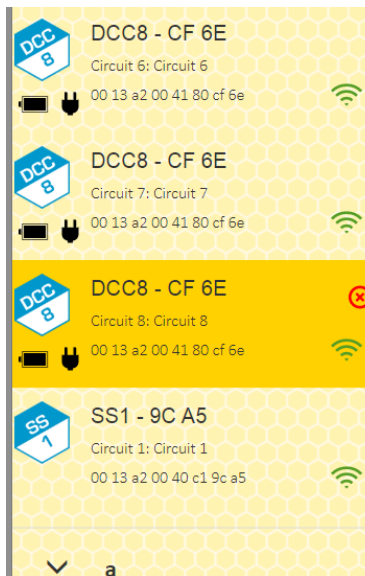 DCC
8
DCC8 - CF 6E
Circuit 6: Circuit 6
00 13 a2 00 41 80 cf 6e
DCC
8
DCC8 - CF 6E
Circuit 7: Circuit 7
00 13 a2 00 41 80 cf 6e
DCC
8
DCC8 - CF 6E
Circuit 8: Circuit 8
00 13 a2 00 41 80 cf 6e
SS
1
SS1 - 9C A5
Circuit 1: Circuit 1
00 13 a2 00 40 c1 9c a5
a